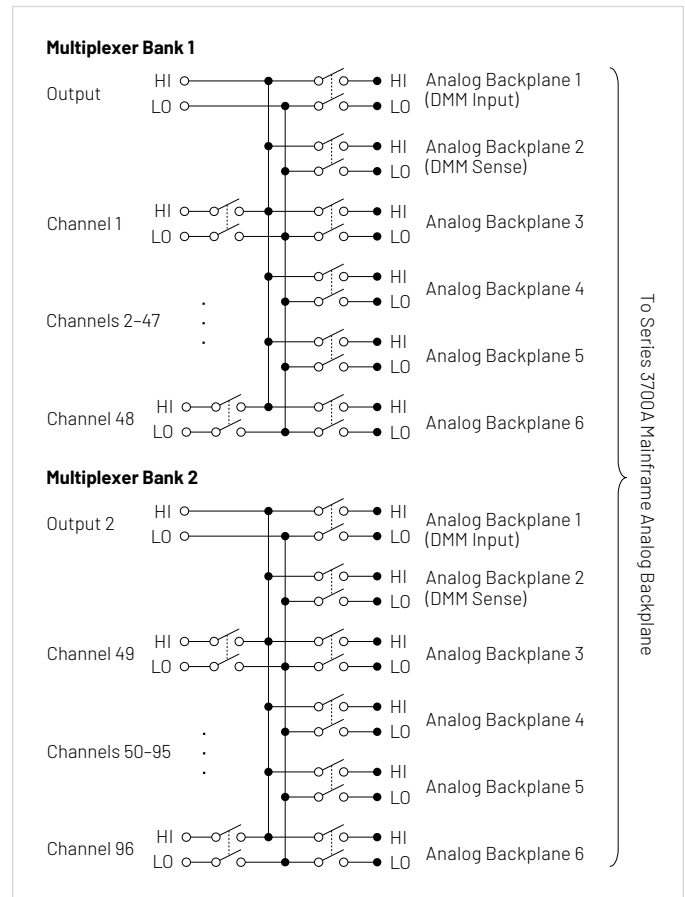 Multiplexer Bank 1
Output
HI
LO
HI
LO
Analog Backplane 1
(DMM Input)
HI
LO
Analog Backplane 2
(DMM Sense)
Channel 1
HI
LO
HI
LO
Analog Backplane 3
HI
LO
Analog Backplane 4
Channels 2–47
HI
LO
Analog Backplane 5
Channel 48
HI
LO
HI
LO
Analog Backplane 6
Multiplexer Bank 2
Output 2
HI
LO
HI
LO
Analog Backplane 1
(DMM Input)
HI
LO
Analog Backplane 2
(DMM Sense)
Channel 49
HI
LO
HI
LO
Analog Backplane 3
HI
LO
Analog Backplane 4
Channels 50–95
HI
LO
Analog Backplane 5
Channel 96
HI
LO
HI
LO
Analog Backplane 6
To Series 3700A Mainframe Analog Backplane